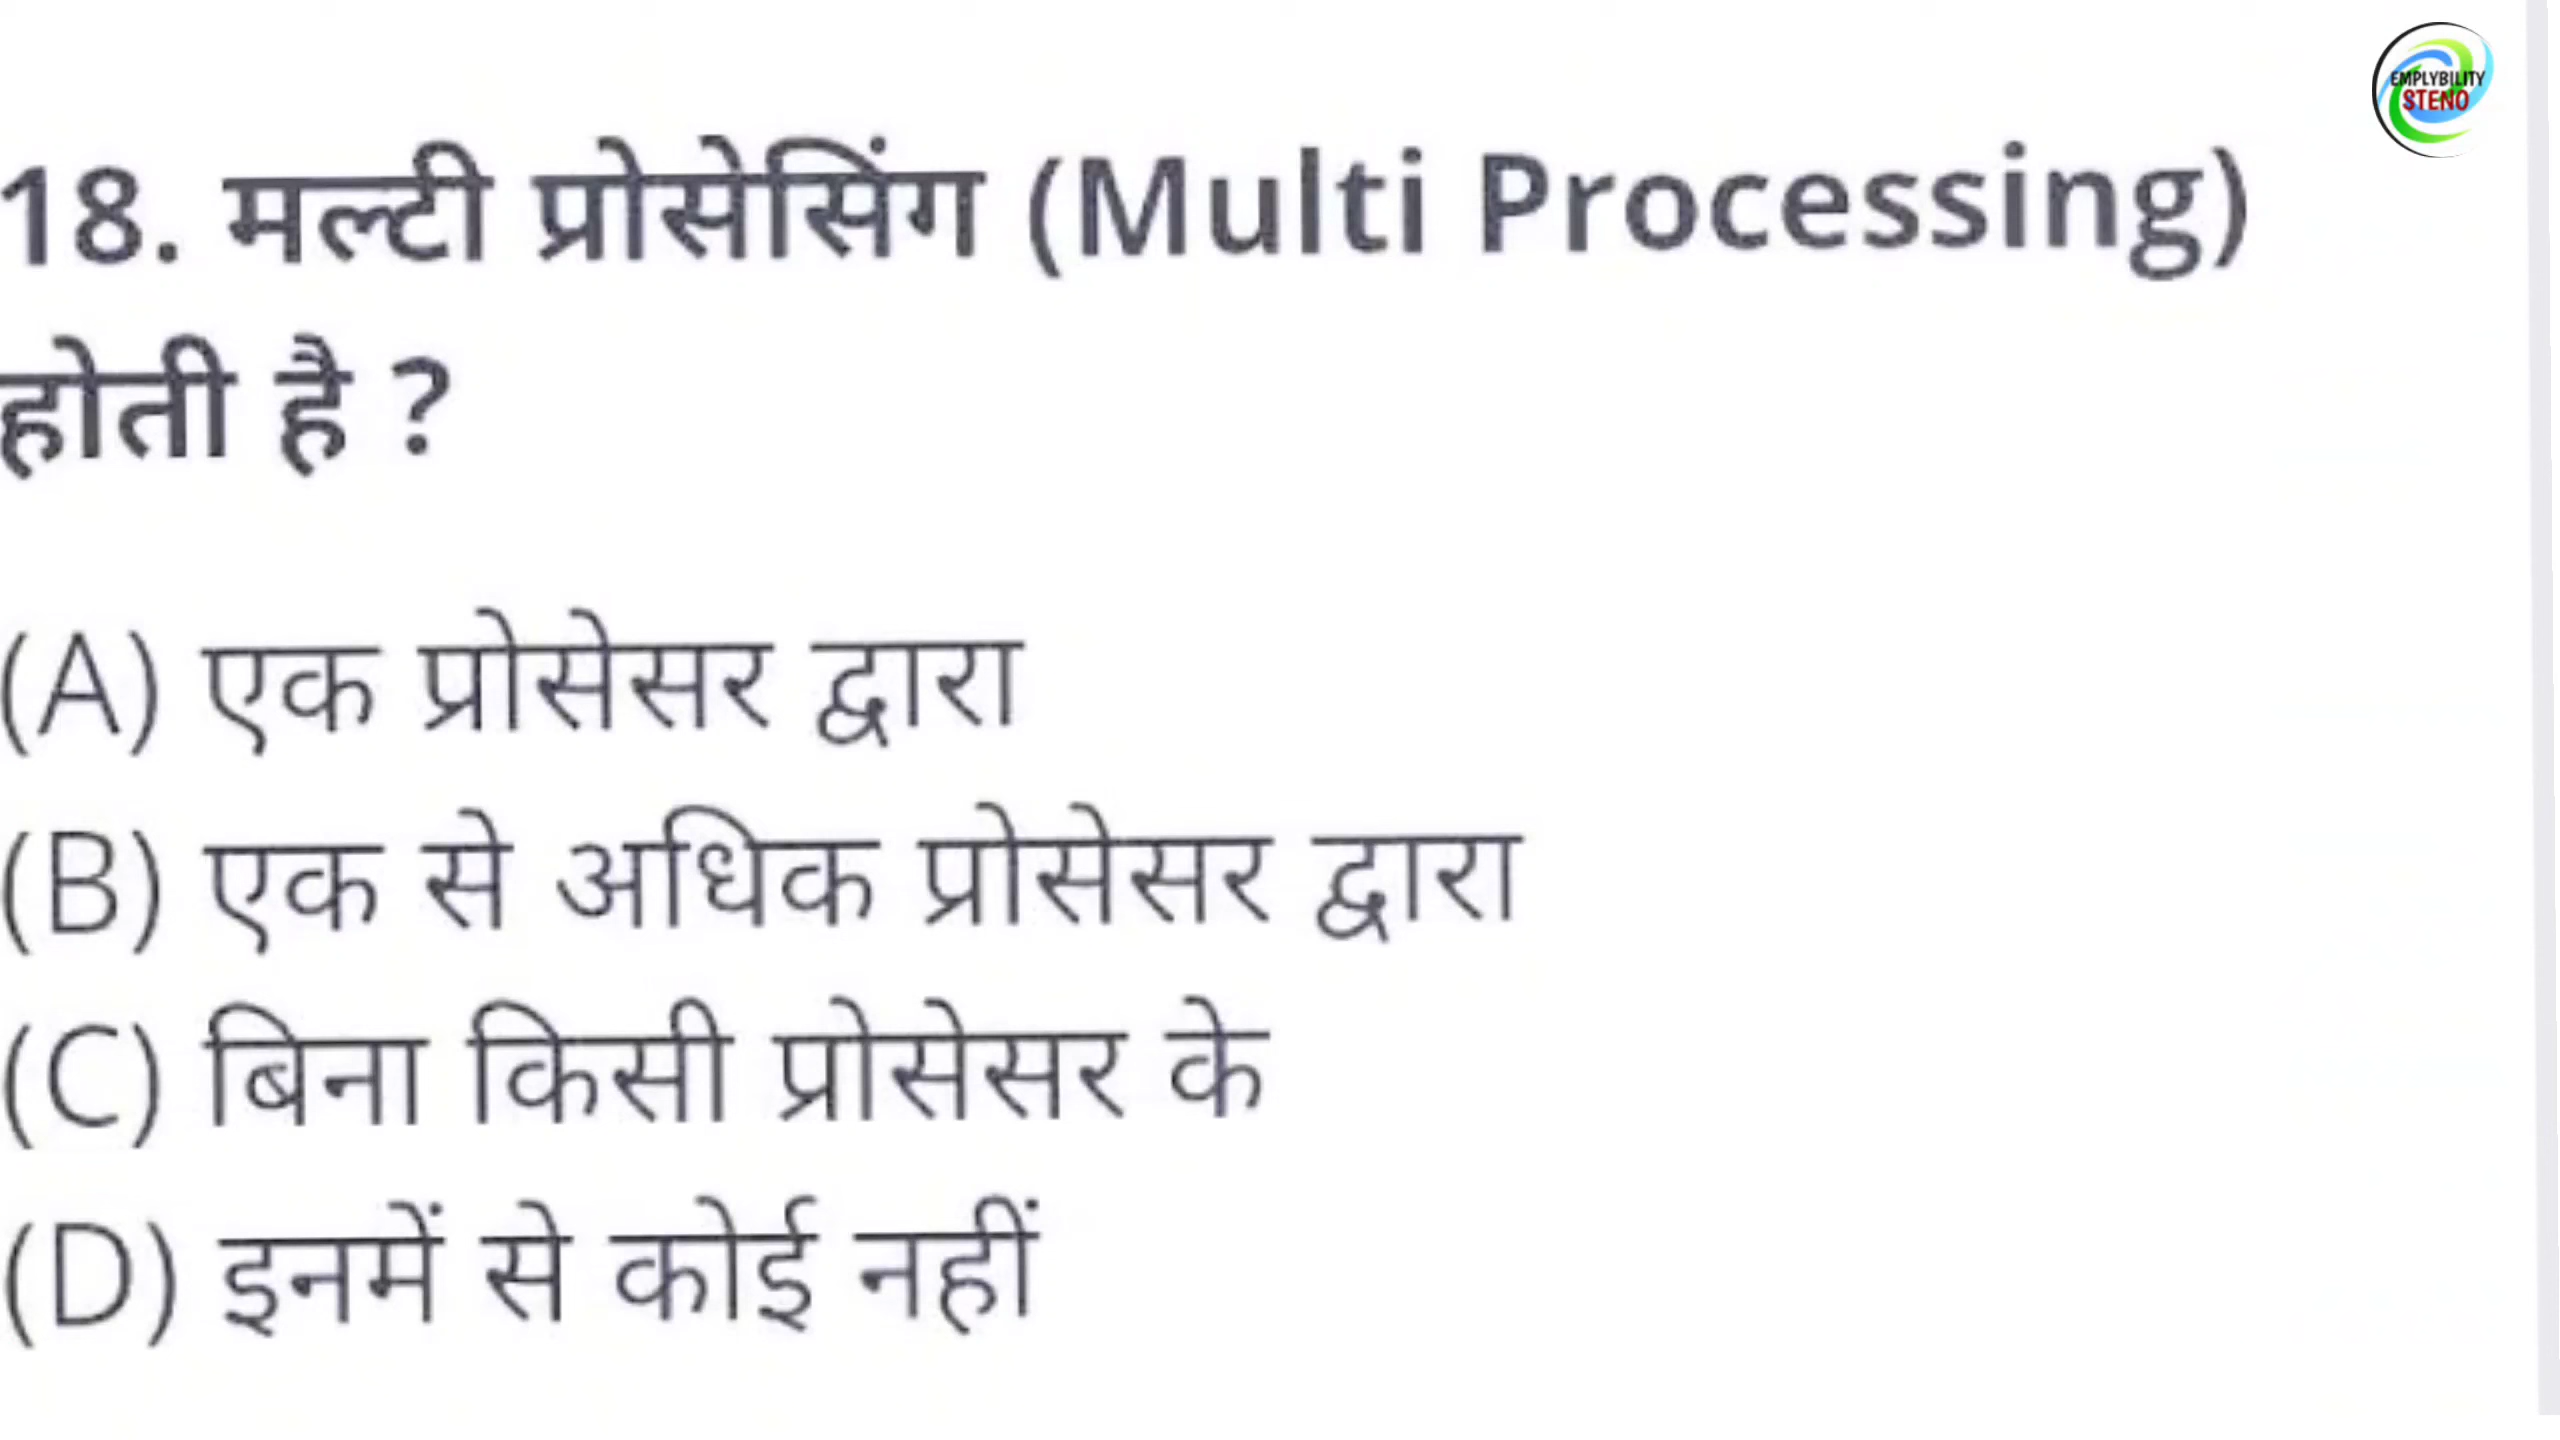 EMPLYBILITY
STENO
18. मल्टी प्रोसेसिंग (Multi Processing)
होती है ?
(A) एक प्रोसेसर द्वारा
(B) एक से अधिक प्रोसेसर द्वारा
(C) बिना किसी प्रोसेसर के
(D) इनमें से कोई नहीं